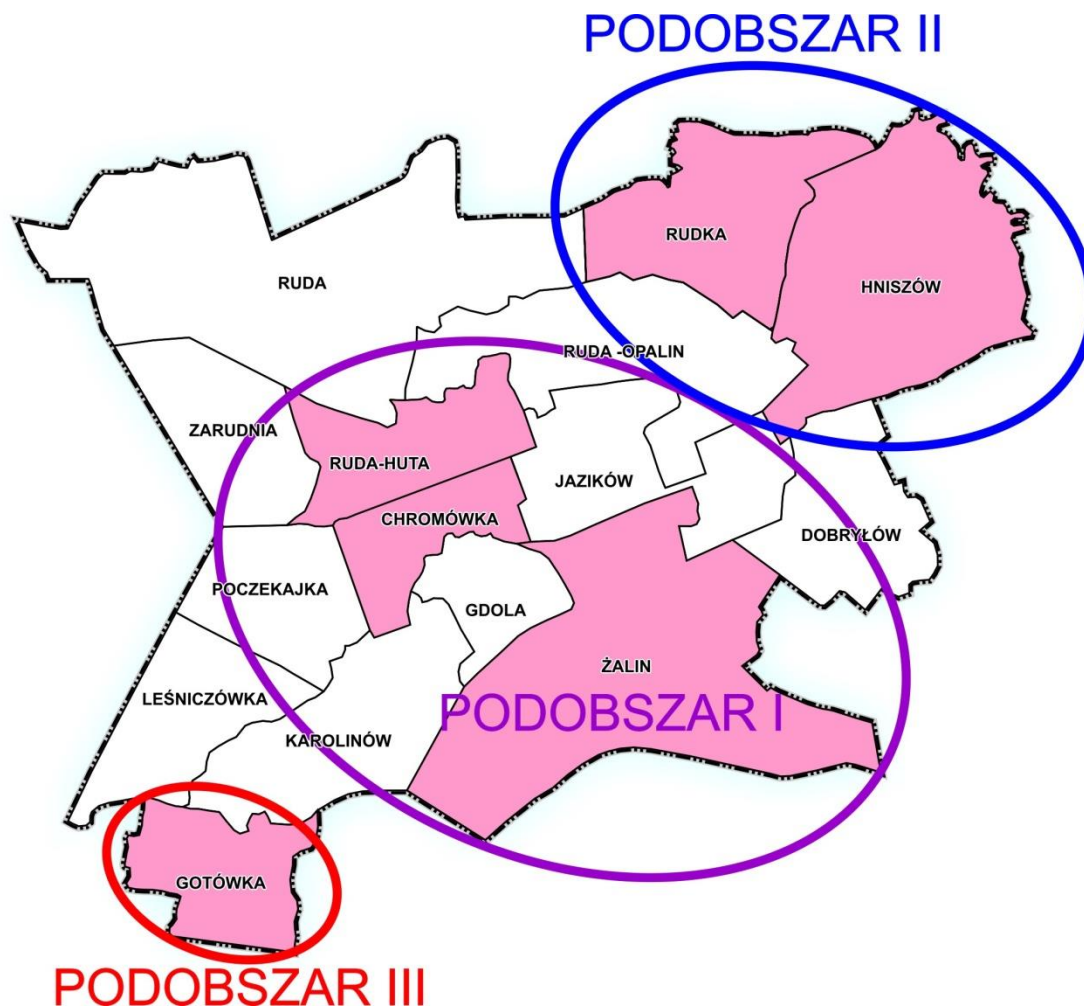 PODOBSZAR II
RUDKA
RUDA
HNISZÓW
RUDA -OPALIN
ZARUDNIA
RUDA-HUTA
JAZIKÓW
CHROMÓWKA
DOBRYŁÓW
POCZEKAJKA
GDOLA
ŻALIN
LEŚNICZÓWKA
PODOBSZAR I
KAROLINÓW
GOTÓWKA
PODOBSZAR III